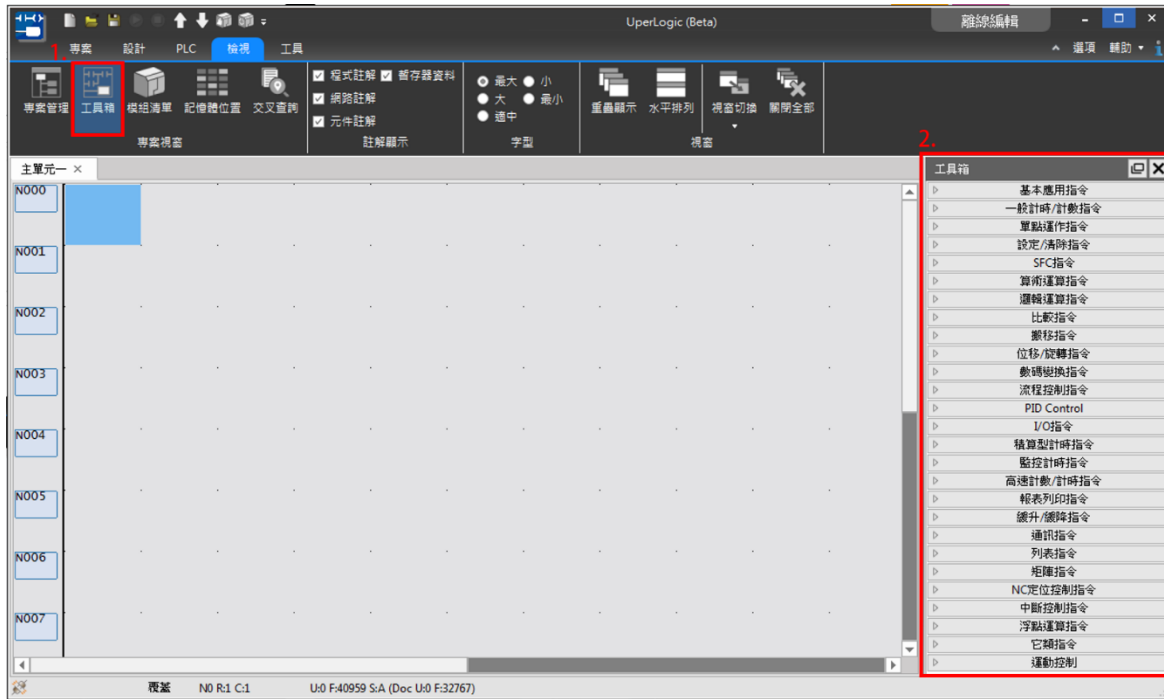 UperLogic (Beta)
離線編輯
1.
專案 設計 PLC 檢視 工具
選項 輔助
專案管理 工具箱 模組清單 記憶體位置 交叉查詢
專案視窗
程式註解 暫存器資料
網路註解
元件註解
註解顯示
最大 小
大 最小
適中
字型
重疊顯示 水平排列 視窗切換 關閉全部
視窗
2.
主單元一
N000
N001
N002
N003
N004
N005
N006
N007
工具箱
基本應用指令
一般計時/計數指令
單點運作指令
設定/清除指令
SFC指令
算術運算指令
邏輯運算指令
比較指令
搬移指令
位移/旋轉指令
數碼變換指令
流程控制指令
PID Control
I/O指令
積算型計時指令
監控計時指令
高速計數/計時指令
報表列印指令
緩升/緩降指令
通訊指令
列表指令
矩陣指令
NC定位控制指令
中斷控制指令
浮點運算指令
它類指令
運動控制
覆蓋 N0 R:1 C:1 U:0 F:40959 S:A (Doc U:0 F:32767)